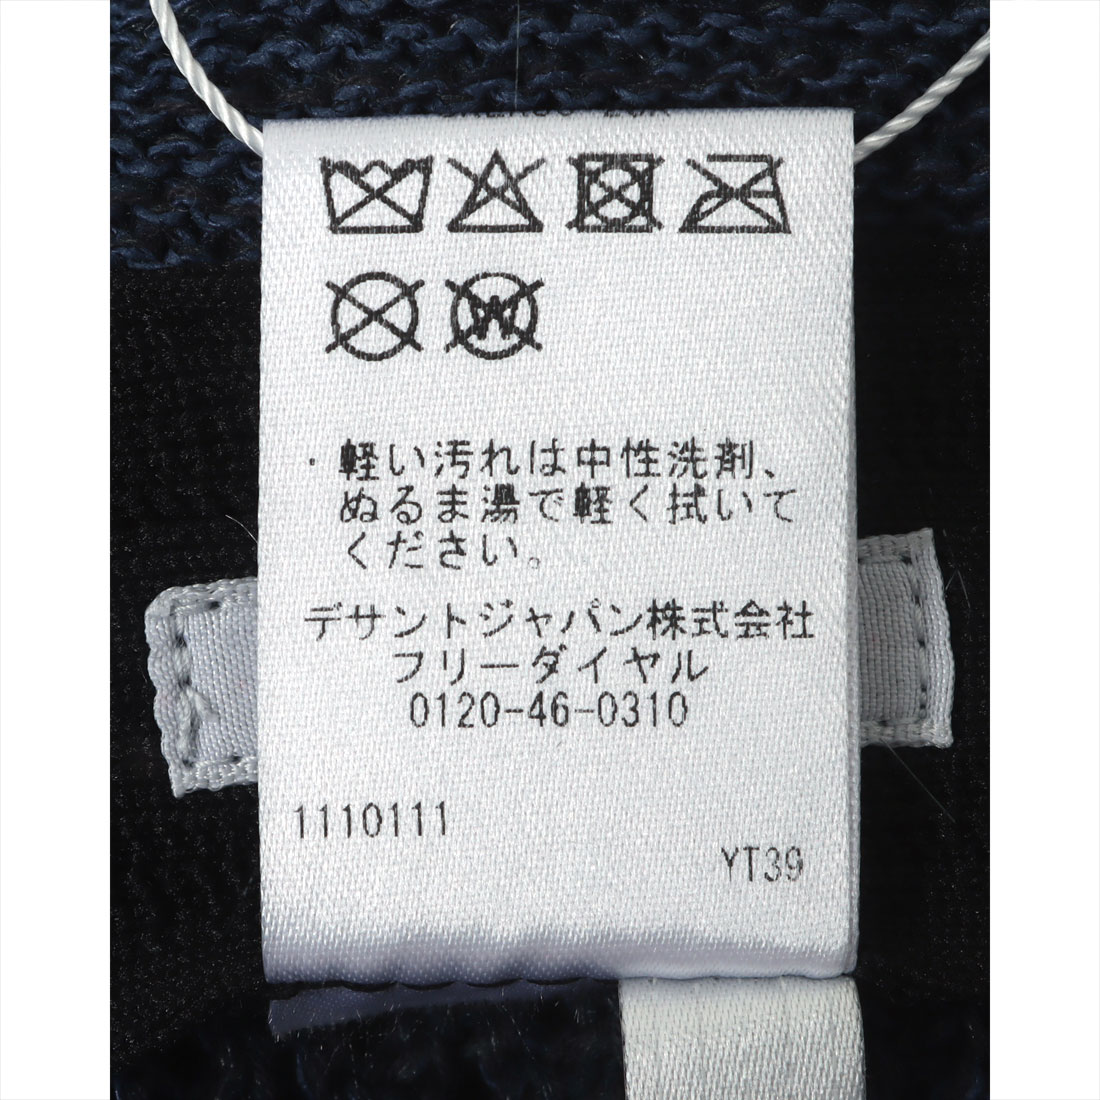 ・軽い汚れは中性洗剤、
ぬるま湯で軽く拭いて
ください。
デサントジャパン株式会社
フリーダイヤル
0120-46-0310
1110111
YT39